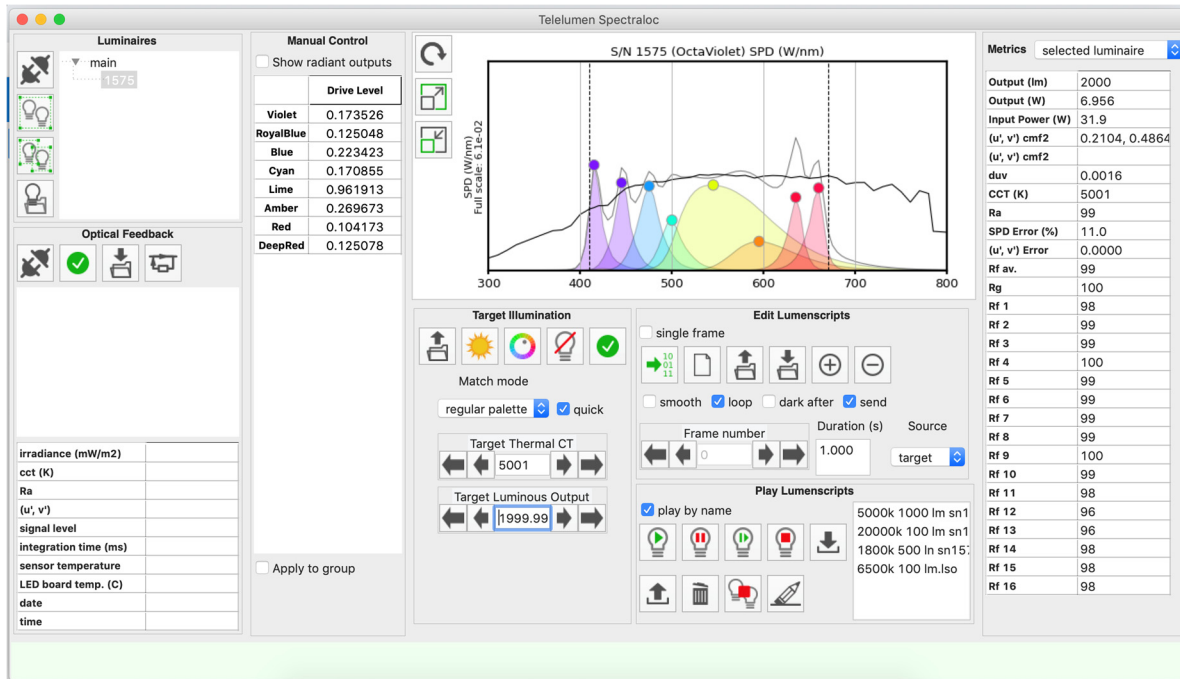 Telelumen Spectraloc
Luminaires
main
1575
Optical Feedback
irradiance (mW/m2)
cct (K)
Ra
(u', v')
signal level
integration time (ms)
sensor temperature
LED board temp. (C)
date
time
Manual Control
Show radiant outputs
Drive Level
Violet 0.173526
RoyalBlue 0.125048
Blue 0.223423
Cyan 0.170855
Lime 0.961913
Amber 0.269673
Red 0.104173
DeepRed 0.125078
Apply to group
S/N 1575 (OctaViolet) SPD (W/nm)
SPD (W/nm)
Full scale: 6.1e-02
300 400 500 600 700 800
Target Illumination
Match mode
regular palette quick
Target Thermal CT
5001
Target Luminous Output
1999.99
Edit Lumenscripts
single frame
10
01
11
smooth loop dark after send
Frame number Duration (s) Source
0 1.000 target
Play Lumenscripts
play by name
5000k 1000 lm sn1
20000k 100 lm sn1
1800k 500 ln sn157
6500k 100 lm.lso
Metrics selected luminaire
Output (lm) 2000
Output (W) 6.956
Input Power (W) 31.9
(u', v') cmf2 0.2104, 0.4864
(u', v') cmf2
duv 0.0016
CCT (K) 5001
Ra 99
SPD Error (%) 11.0
(u', v') Error 0.0000
Rf av. 99
Rg 100
Rf 1 98
Rf 2 99
Rf 3 99
Rf 4 100
Rf 5 99
Rf 6 99
Rf 7 99
Rf 8 99
Rf 9 100
Rf 10 99
Rf 11 98
Rf 12 96
Rf 13 96
Rf 14 98
Rf 15 98
Rf 16 98